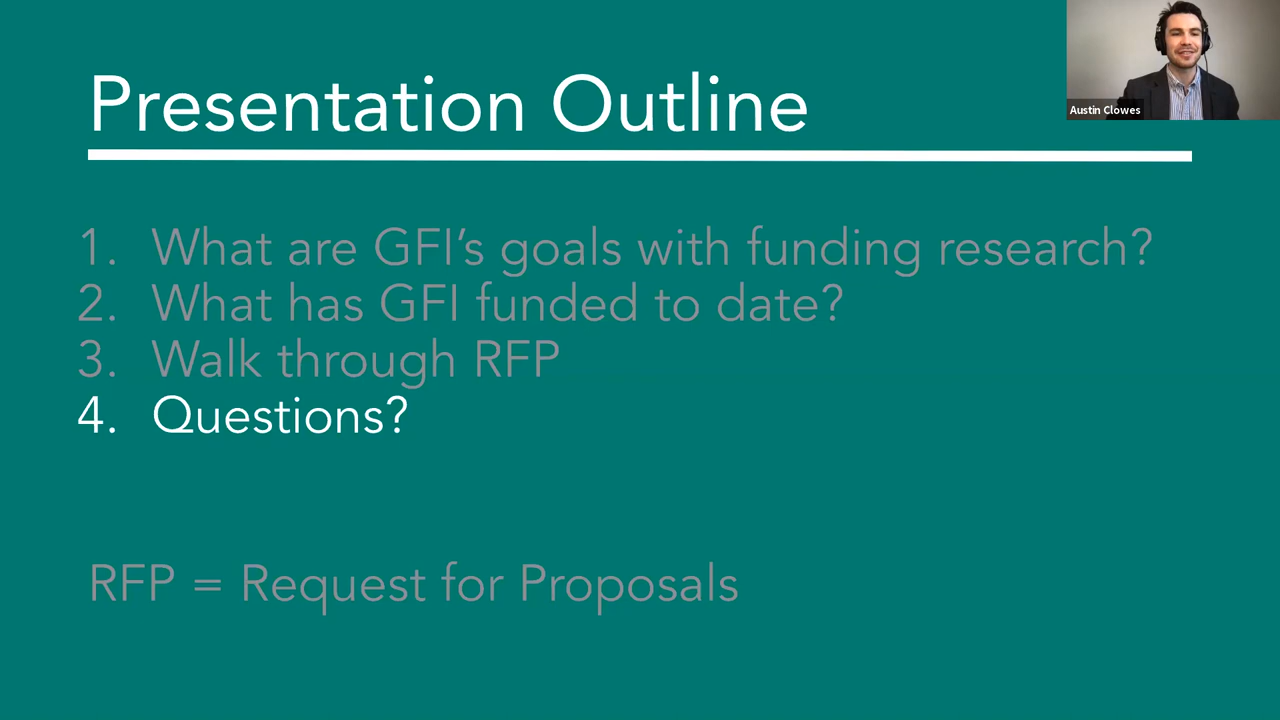 Presentation Outline
Austin Clowes
1. What are GFI’s goals with funding research?
2. What has GFI funded to date?
3. Walk through RFP
4. Questions?
RFP = Request for Proposals